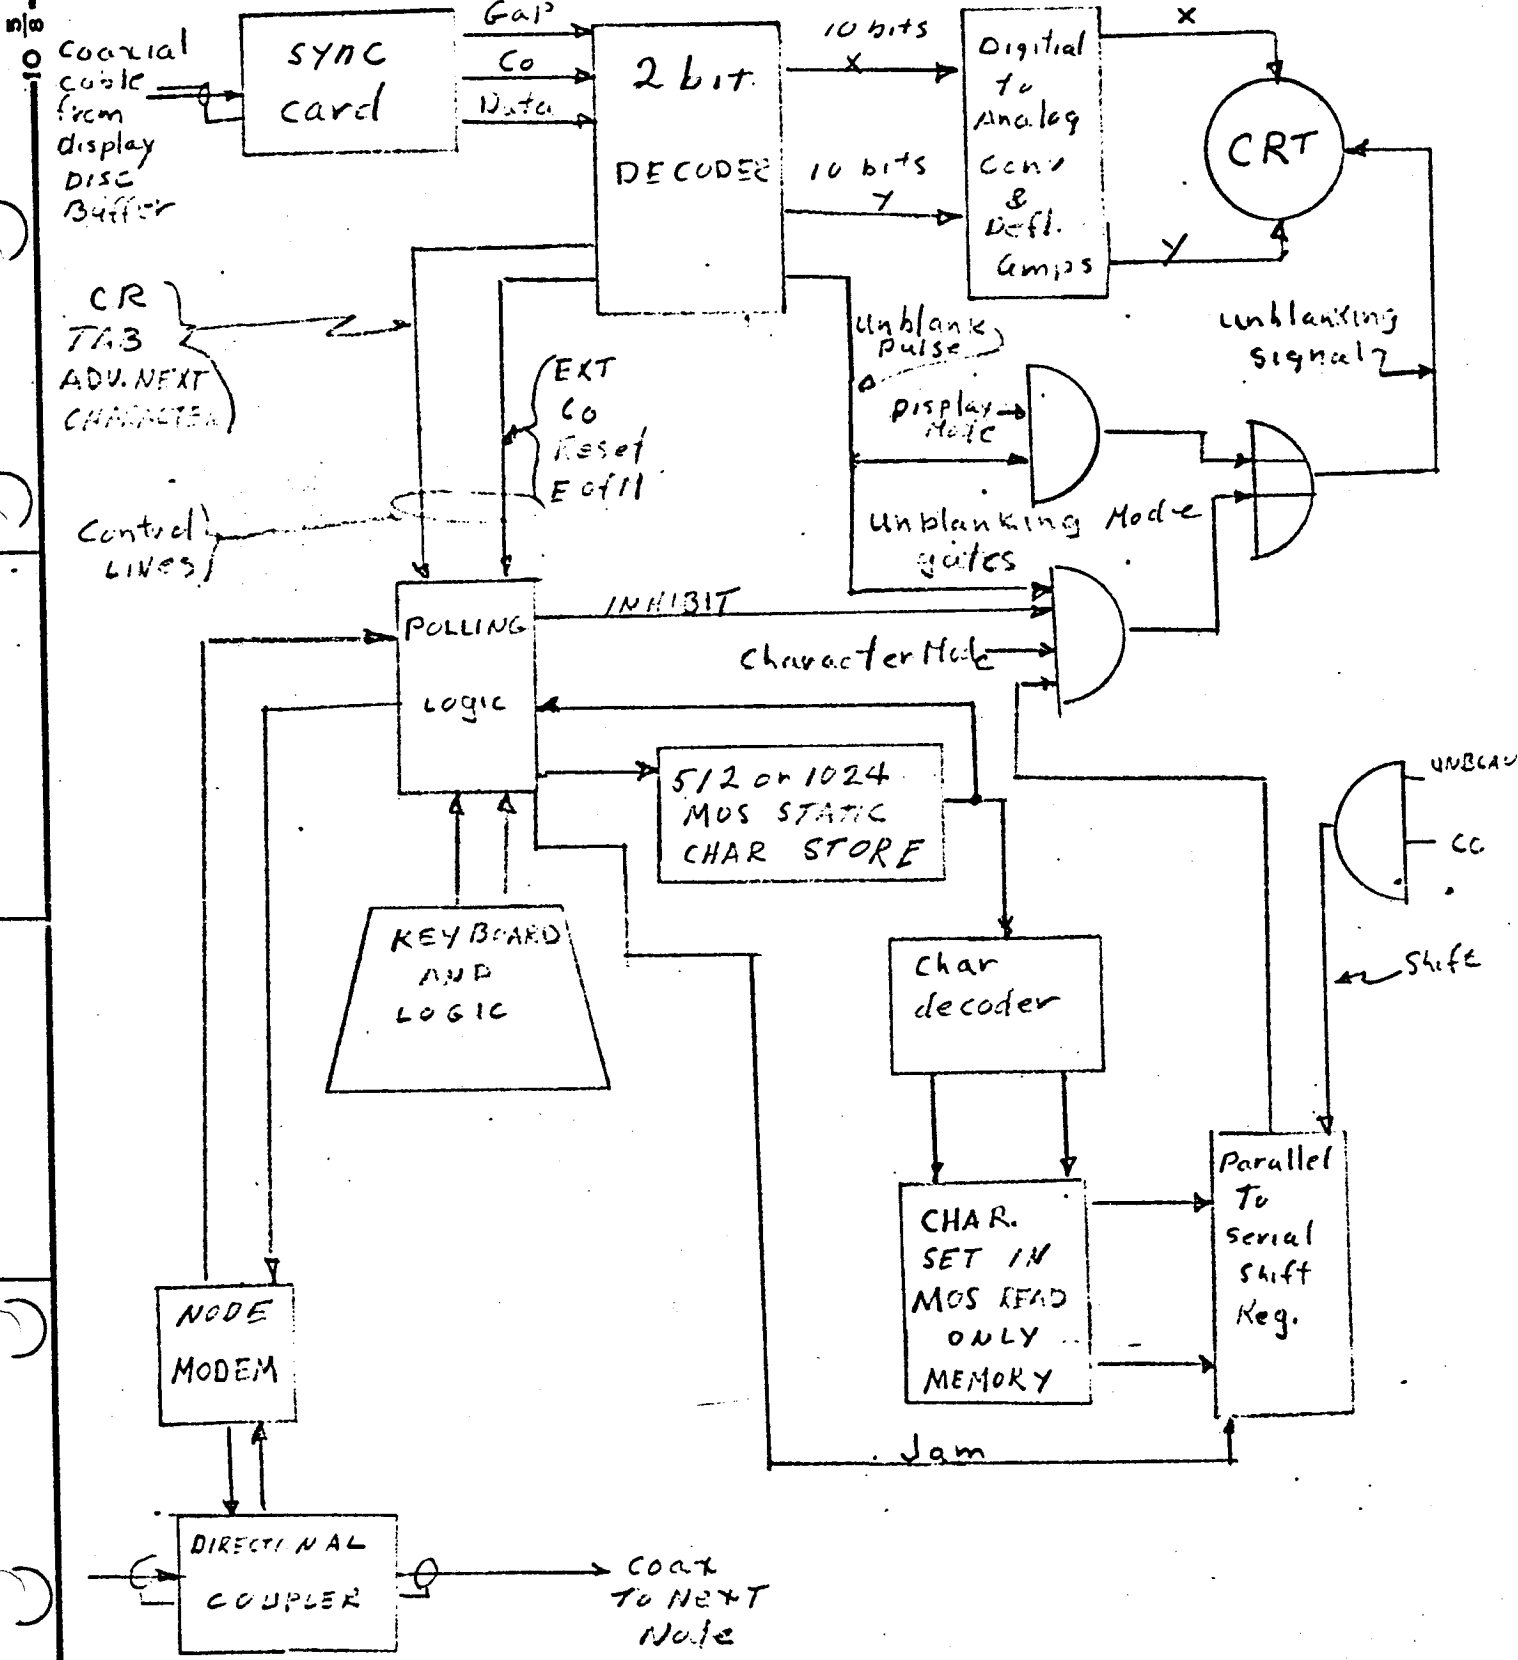 Coaxial
cable
from
display
DISC
Buffer
SYNC
card
Gap
Co
Data
2 bit
DECODER
10 bits
X
10 bits
Y
Digitial
to
Analog
Conv
&
Defl.
Amps
X
CRT
Y
CR
TAB
ADV. NEXT
CHARACTER
EXT
Co
Reset
E of M
Control
LINES
Unblank
pulse
Display
Mode
unblanking
signal
Unblanking Mode
gates
INHIBIT
Character Mode
POLLING
LOGIC
512 or 1024
MOS STATIC
CHAR STORE
CC
Shift
KEYBOARD
AND
LOGIC
Char
decoder
CHAR.
SET IN
MOS READ
ONLY
MEMORY
Parallel
To
Serial
Shift
Reg.
Jam
NODE
MODEM
DIRECTIONAL
COUPLER
COAX
TO NEXT
Node